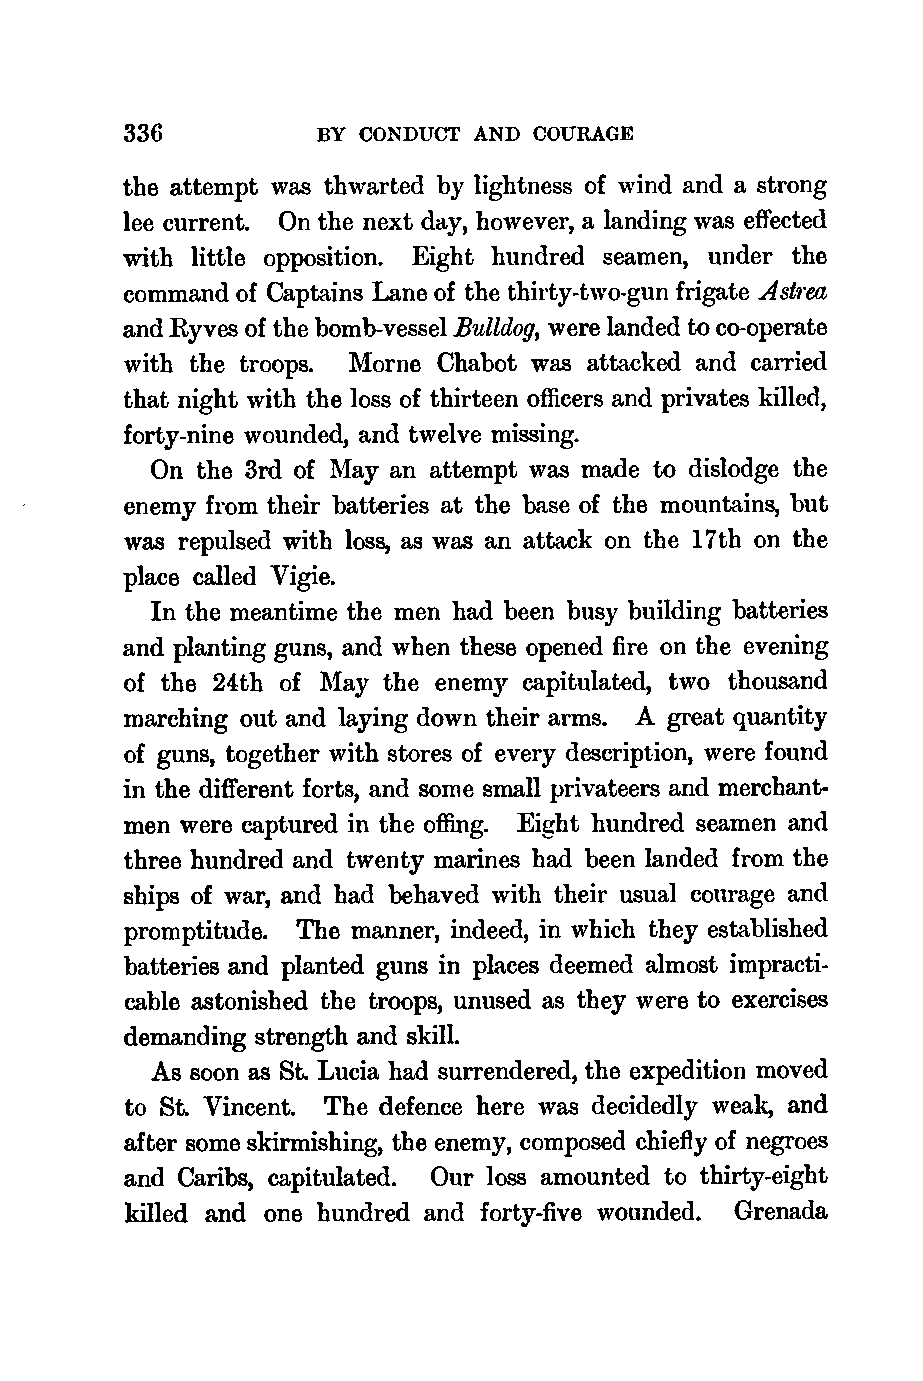 336 BY CONDUCT AND COURAGE
the attempt was thwarted by lightness of wind and a strong
lee current. On the next day, however, a landing was effected
with little opposition. Eight hundred seamen, under the
command of Captains Lane of the thirty-two-gun frigate Astrea
and Ryves of the bomb-vessel Bulldog, were landed to co-operate
with the troops. Morne Chabot was attacked and carried
that night with the loss of thirteen officers and privates killed,
forty-nine wounded, and twelve missing.
On the 3rd of May an attempt was made to dislodge the
enemy from their batteries at the base of the mountains, but
was repulsed with loss, as was an attack on the 17th on the
place called Vigie.
In the meantime the men had been busy building batteries
and planting guns, and when these opened fire on the evening
of the 24th of May the enemy capitulated, two thousand
marching out and laying down their arms. A great quantity
of guns, together with stores of every description, were found
in the different forts, and some small privateers and merchant-
men were captured in the offing. Eight hundred seamen and
three hundred and twenty marines had been landed from the
ships of war, and had behaved with their usual courage and
promptitude. The manner, indeed, in which they established
batteries and planted guns in places deemed almost impracti-
cable astonished the troops, unused as they were to exercises
demanding strength and skill.
As soon as St. Lucia had surrendered, the expedition moved
to St. Vincent. The defence here was decidedly weak, and
after some skirmishing, the enemy, composed chiefly of negroes
and Caribs, capitulated. Our loss amounted to thirty-eight
killed and one hundred and forty-five wounded. Grenada